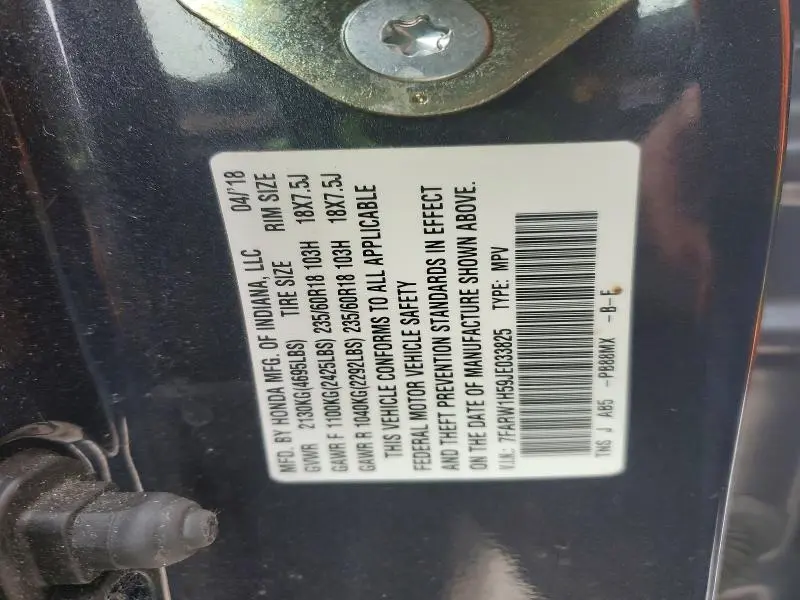 MFD. BY HONDA MFG. OF INDIANA, LLC 04/'18
GVWR 2130KG(4695LBS) TIRE SIZE RIM SIZE
GAWR F 1100KG(2425LBS) 235/60R18 103H 18X7.5J
GAWR R 1040KG(2292LBS) 235/60R18 103H 18X7.5J
THIS VEHICLE CONFORMS TO ALL APPLICABLE
FEDERAL MOTOR VEHICLE SAFETY
AND THEFT PREVENTION STANDARDS IN EFFECT
ON THE DATE OF MANUFACTURE SHOWN ABOVE.
V.I.N.: 7FARW1H59JE033825 TYPE: MPV
TNS J AB5 -PB88MX -B-E